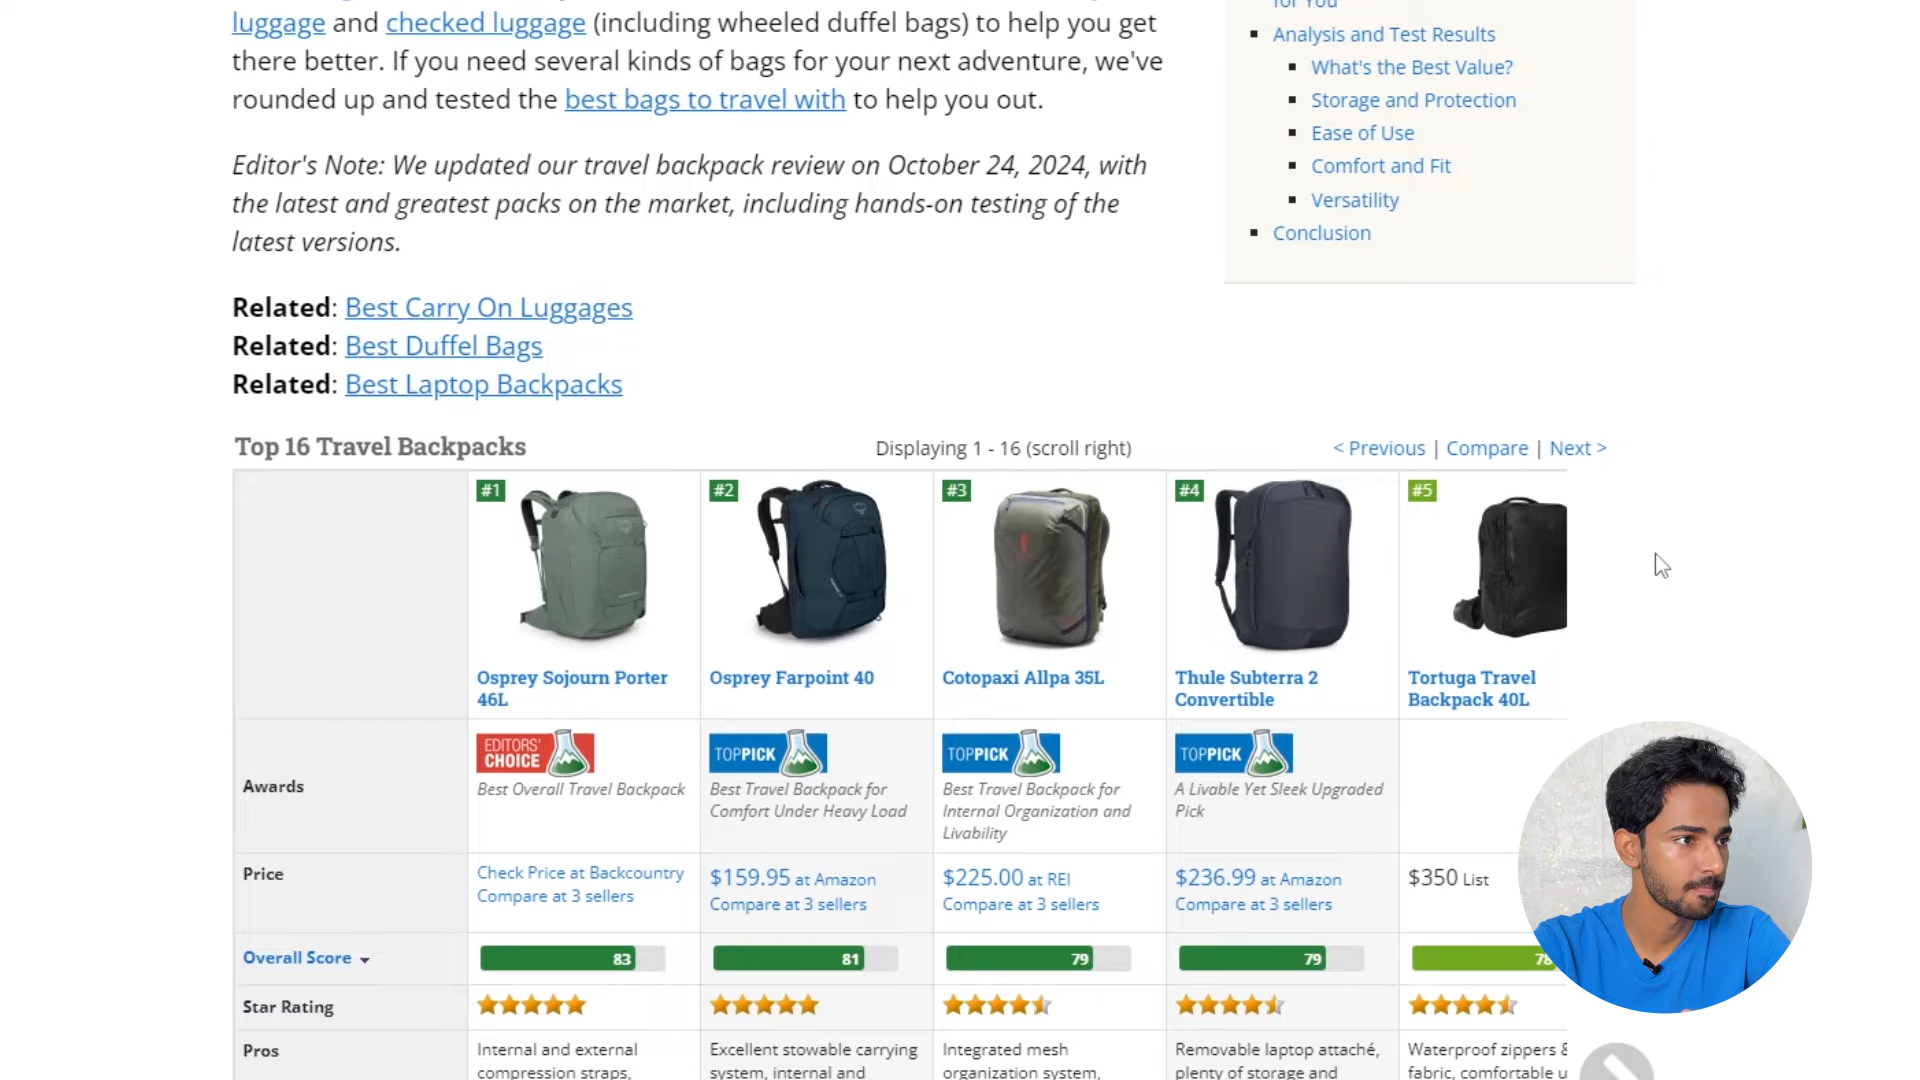 for You
luggage and checked luggage (including wheeled duffel bags) to help you get
there better. If you need several kinds of bags for your next adventure, we've
rounded up and tested the best bags to travel with to help you out.
Editor's Note: We updated our travel backpack review on October 24, 2024, with
the latest and greatest packs on the market, including hands-on testing of the
latest versions.
Related: Best Carry On Luggages
Related: Best Duffel Bags
Related: Best Laptop Backpacks
Analysis and Test Results
What's the Best Value?
Storage and Protection
Ease of Use
Comfort and Fit
Versatility
Conclusion
Top 16 Travel Backpacks
Displaying 1 - 16 (scroll right)
< Previous | Compare | Next >
#1 #2 #3 #4 #5
Osprey Sojourn Porter
46L
Osprey Farpoint 40
Cotopaxi Allpa 35L
Thule Subterra 2
Convertible
Tortuga Travel
Backpack 40L
Awards
EDITORS'
CHOICE
Best Overall Travel Backpack
TOP PICK
Best Travel Backpack for
Comfort Under Heavy Load
TOP PICK
Best Travel Backpack for
Internal Organization and
Livability
TOP PICK
A Livable Yet Sleek Upgraded
Pick
Price
Check Price at Backcountry
Compare at 3 sellers
$159.95 at Amazon
Compare at 3 sellers
$225.00 at REI
Compare at 3 sellers
$236.99 at Amazon
Compare at 3 sellers
$350 List
Overall Score
83
81
79
79
78
Star Rating
Pros
Internal and external
compression straps,
Excellent stowable carrying
system, internal and
Integrated mesh
organization system,
Removable laptop attaché,
plenty of storage and
Waterproof zippers &
fabric, comfortable